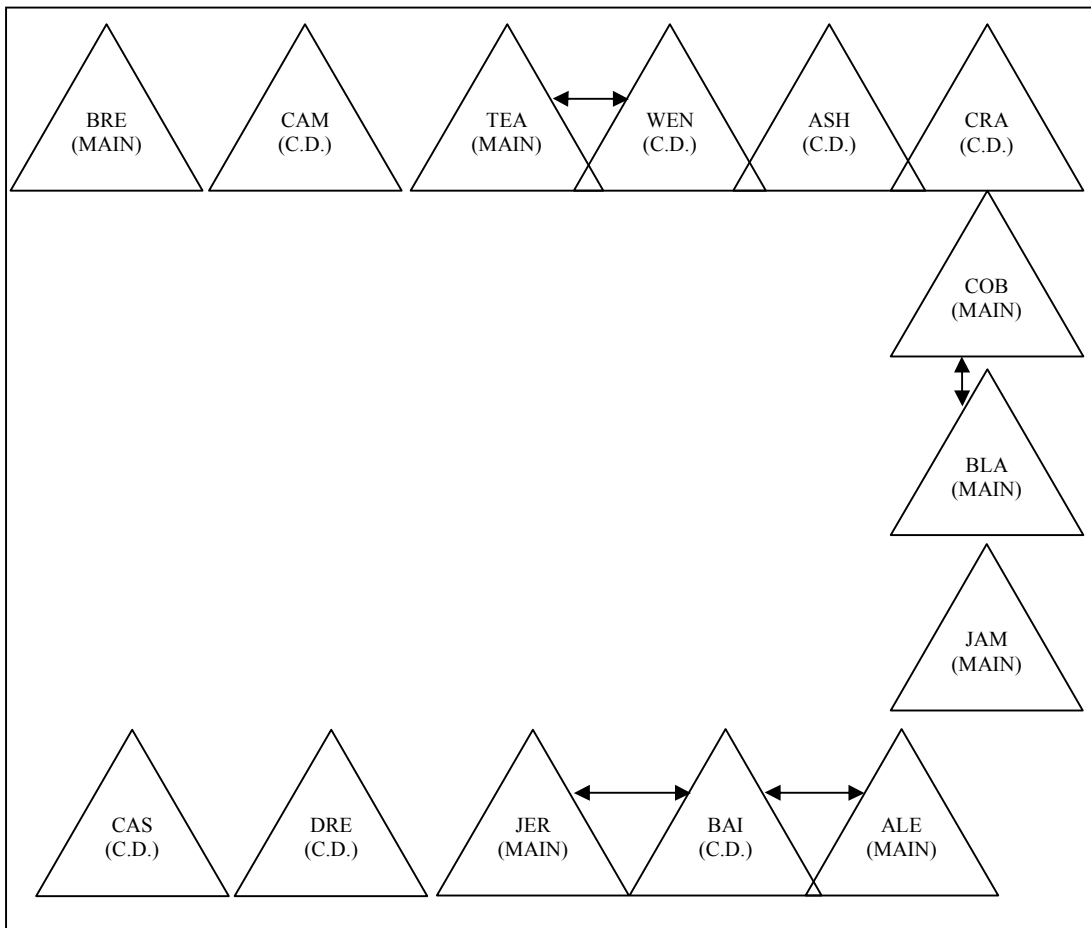 BRE
(MAIN)
CAM
(C.D.)
TEA
(MAIN)
WEN
(C.D.)
ASH
(C.D.)
CRA
(C.D.)
COB
(MAIN)
BLA
(MAIN)
JAM
(MAIN)
CAS
(C.D.)
DRE
(C.D.)
JER
(MAIN)
BAI
(C.D.)
ALE
(MAIN)